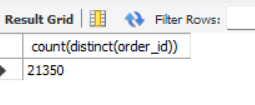 Result Grid Filter Rows:
count(distinct(order_id))
21350